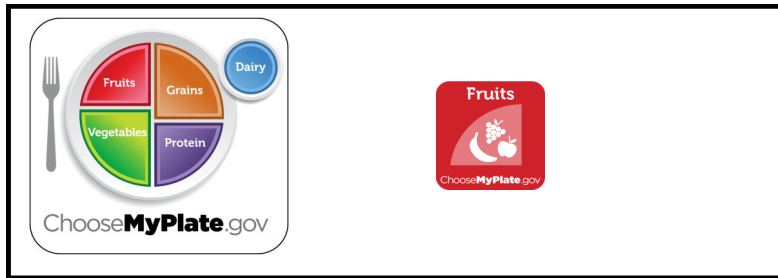 Fruits
Grains
Dairy
Vegetables
Protein
ChooseMyPlate.gov
Fruits
ChooseMyPlate.gov